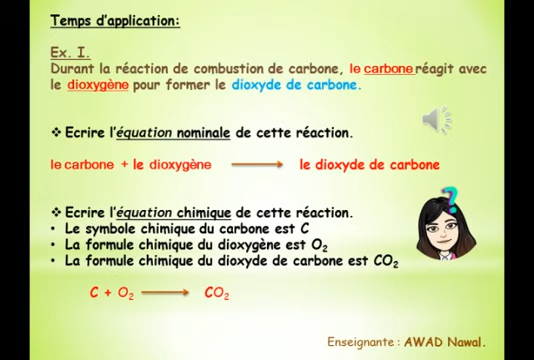 Temps d'application:
Ex. I.
Durant la réaction de combustion de carbone, le carbone réagit avec
le dioxygène pour former le dioxyde de carbone.
❖ Ecrire l'équation nominale de cette réaction.
le carbone + le dioxygène ⟶ le dioxyde de carbone
❖ Ecrire l'équation chimique de cette réaction.
• Le symbole chimique du carbone est C
• La formule chimique du dioxygène est O₂
• La formule chimique du dioxyde de carbone est CO₂
C + O₂ ⟶ CO₂
?
Enseignante : AWAD Nawal.